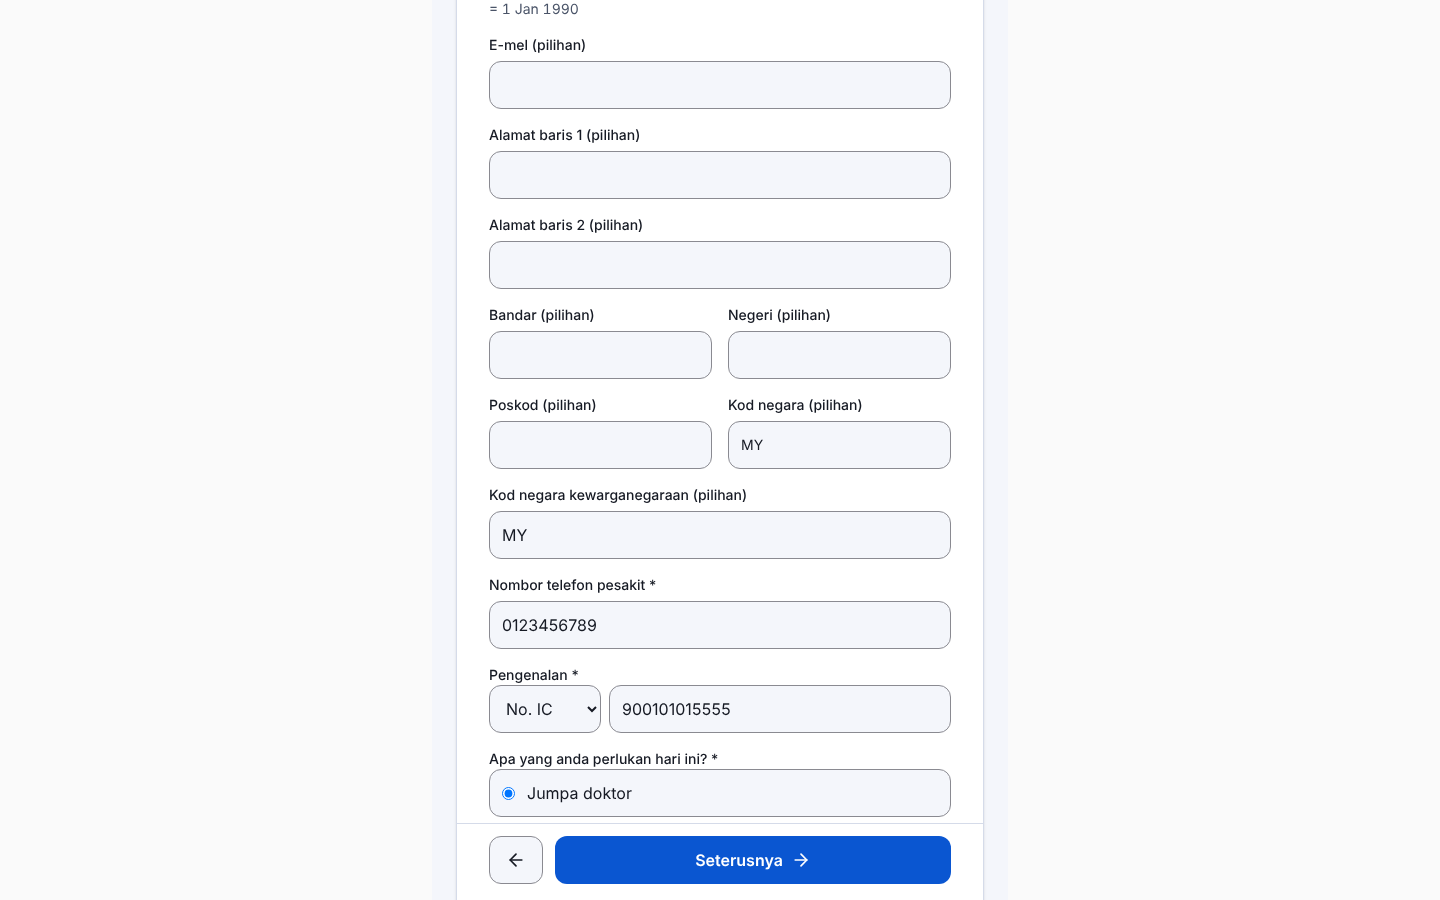 = 1 Jan 1990
E-mel (pilihan)
Alamat baris 1 (pilihan)
Alamat baris 2 (pilihan)
Bandar (pilihan)
Negeri (pilihan)
Poskod (pilihan)
Kod negara (pilihan)
MY
Kod negara kewarganegaraan (pilihan)
MY
Nombor telefon pesakit *
0123456789
Pengenalan *
No. IC
900101015555
Apa yang anda perlukan hari ini? *
Jumpa doktor
Seterusnya